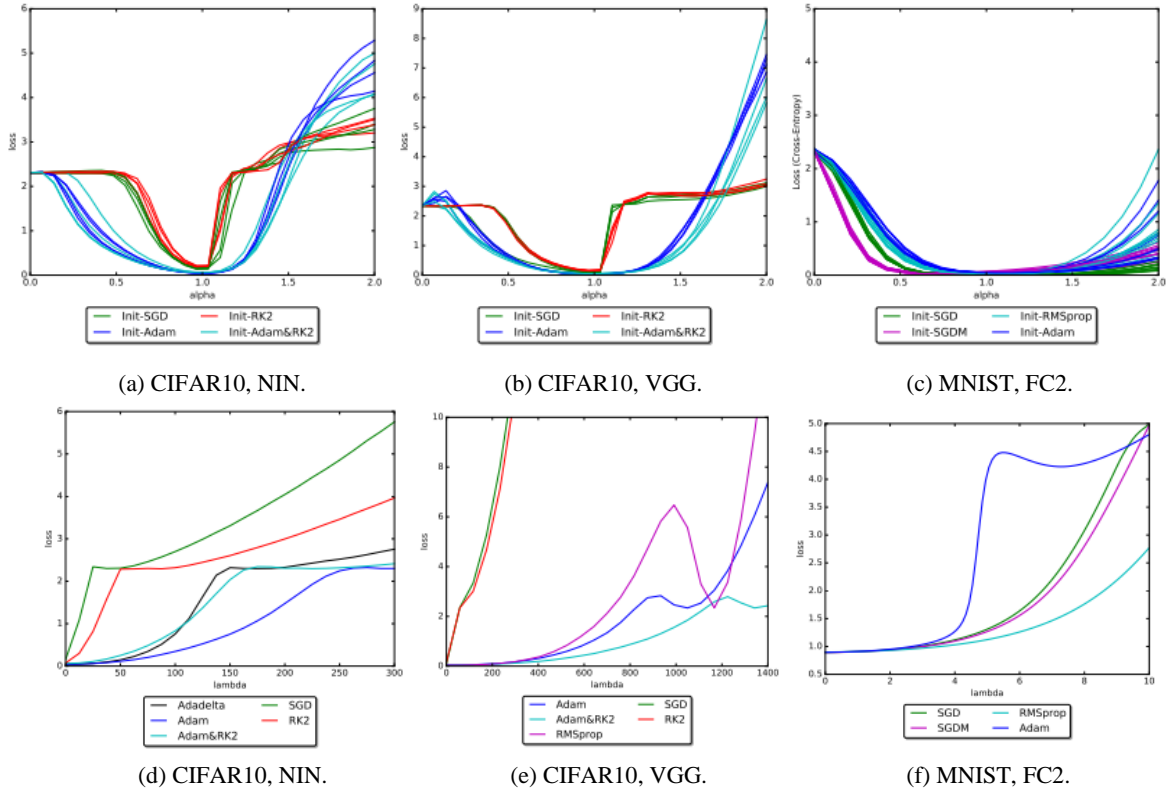 6
5
4
3
2
1
0
loss
0.0 0.5 1.0 1.5 2.0
alpha
Init-SGD Init-RK2
Init-Adam Init-Adam&RK2
(a) CIFAR10, NIN.
9
8
7
6
5
4
3
2
1
0
loss
0.0 0.5 1.0 1.5 2.0
alpha
Init-SGD Init-RK2
Init-Adam Init-Adam&RK2
(b) CIFAR10, VGG.
5
4
3
2
1
0
Loss (Cross-Entropy)
0.0 0.5 1.0 1.5 2.0
alpha
Init-SGD Init-RMSprop
Init-SGDM Init-Adam
(c) MNIST, FC2.
6
5
4
3
2
1
0
loss
0 50 100 150 200 250 300
lambda
Adadelta SGD
Adam RK2
Adam&RK2
(d) CIFAR10, NIN.
10
8
6
4
2
0
loss
0 200 400 600 800 1000 1200 1400
lambda
Adam SGD
Adam&RK2 RK2
RMSprop
(e) CIFAR10, VGG.
5.0
4.5
4.0
3.5
3.0
2.5
2.0
1.5
1.0
0.5
loss
0 2 4 6 8 10
lambda
SGD RMSprop
SGDM Adam
(f) MNIST, FC2.